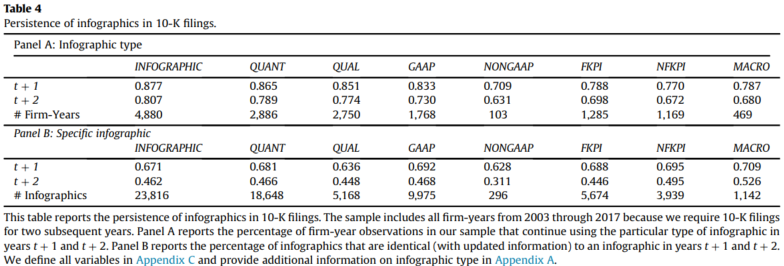 Table 4
Persistence of infographics in 10-K filings.
Panel A: Infographic type
INFOGRAPHIC QUANT QUAL GAAP NONGAAP FKPI NFKPI MACRO
t + 1 0.877 0.865 0.851 0.833 0.709 0.788 0.770 0.787
t + 2 0.807 0.789 0.774 0.730 0.631 0.698 0.672 0.680
# Firm-Years 4,880 2,886 2,750 1,768 103 1,285 1,169 469
Panel B: Specific infographic
INFOGRAPHIC QUANT QUAL GAAP NONGAAP FKPI NFKPI MACRO
t + 1 0.671 0.681 0.636 0.692 0.628 0.688 0.695 0.709
t + 2 0.462 0.466 0.448 0.468 0.311 0.446 0.495 0.526
# Infographics 23,816 18,648 5,168 9,975 296 5,674 3,939 1,142
This table reports the persistence of infographics in 10-K filings. The sample includes all firm-years from 2003 through 2017 because we require 10-K filings
for two subsequent years. Panel A reports the percentage of firm-year observations in our sample that continue using the particular type of infographic in
years t + 1 and t + 2. Panel B reports the percentage of infographics that are identical (with updated information) to an infographic in years t + 1 and t + 2.
We define all variables in Appendix C and provide additional information on infographic type in Appendix A.